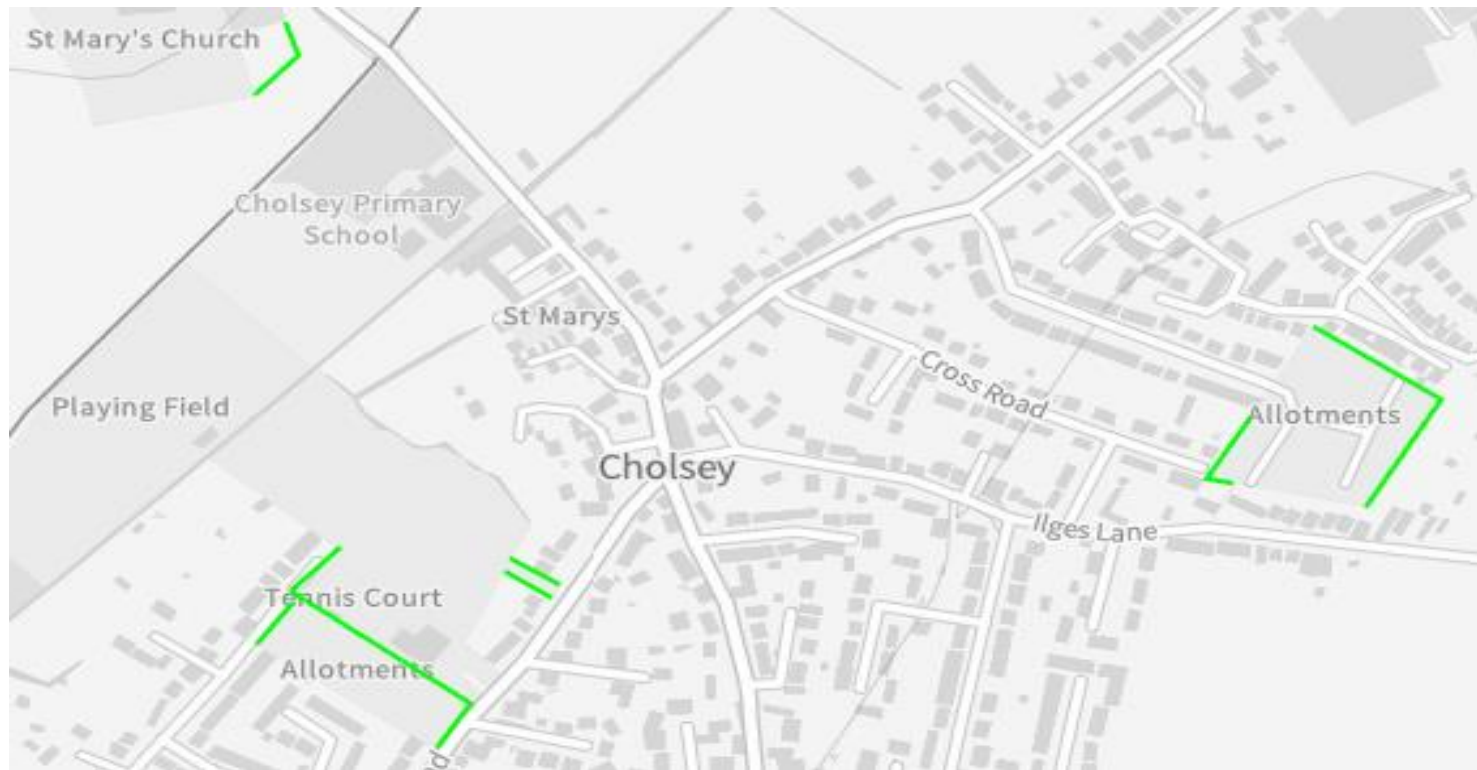 St Mary's Church
Cholsey Primary
School
St Marys
Cross Road
Playing Field
Allotments
Cholsey
Ilges Lane
Tennis Court
Allotments